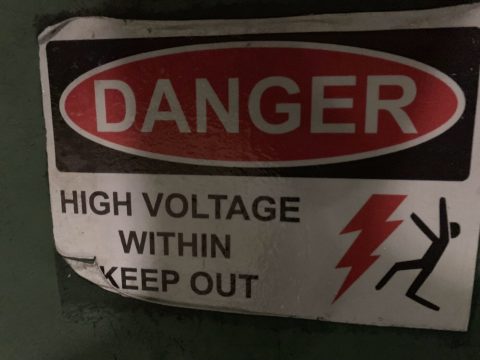 DANGER
HIGH VOLTAGE
WITHIN
KEEP OUT